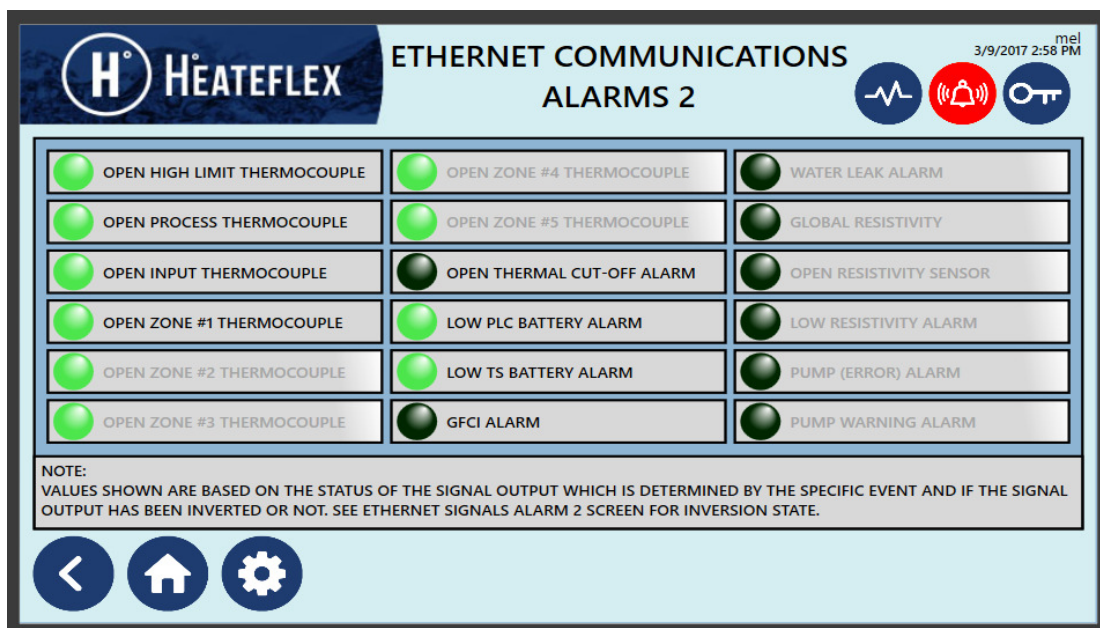 H° HEATEFLEX
ETHERNET COMMUNICATIONS
ALARMS 2
mel
3/9/2017 2:58 PM
OPEN HIGH LIMIT THERMOCOUPLE
OPEN PROCESS THERMOCOUPLE
OPEN INPUT THERMOCOUPLE
OPEN ZONE #1 THERMOCOUPLE
OPEN ZONE #2 THERMOCOUPLE
OPEN ZONE #3 THERMOCOUPLE
OPEN ZONE #4 THERMOCOUPLE
OPEN ZONE #5 THERMOCOUPLE
OPEN THERMAL CUT-OFF ALARM
LOW PLC BATTERY ALARM
LOW TS BATTERY ALARM
GFCI ALARM
WATER LEAK ALARM
GLOBAL RESISTIVITY
OPEN RESISTIVITY SENSOR
LOW RESISTIVITY ALARM
PUMP (ERROR) ALARM
PUMP WARNING ALARM
NOTE:
VALUES SHOWN ARE BASED ON THE STATUS OF THE SIGNAL OUTPUT WHICH IS DETERMINED BY THE SPECIFIC EVENT AND IF THE SIGNAL
OUTPUT HAS BEEN INVERTED OR NOT. SEE ETHERNET SIGNALS ALARM 2 SCREEN FOR INVERSION STATE.